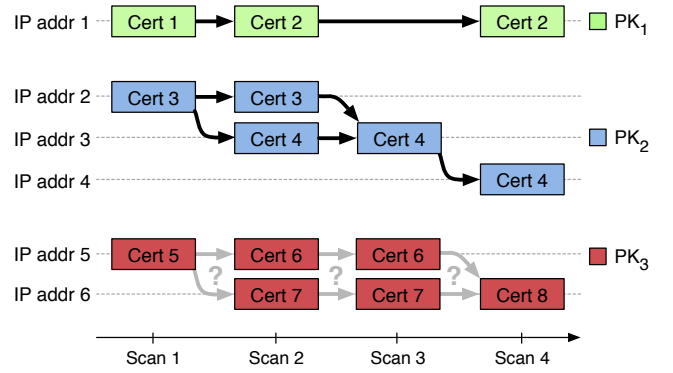 IP addr 1 Cert 1 Cert 2 Cert 2 PK1
IP addr 2 Cert 3 Cert 3
IP addr 3 Cert 4 Cert 4 PK2
IP addr 4 Cert 4
IP addr 5 Cert 5 Cert 6 Cert 6 PK3
? ? ?
IP addr 6 Cert 7 Cert 7 Cert 8
Scan 1 Scan 2 Scan 3 Scan 4